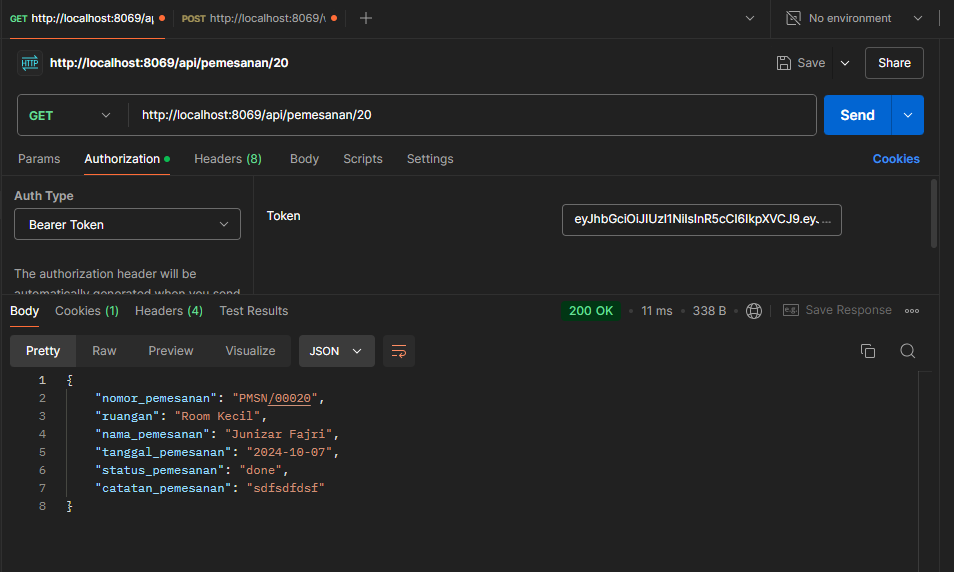 GET http://localhost:8069/a
POST http://localhost:8069/
No environment
HTTP http://localhost:8069/api/pemesanan/20
Save
Share
GET
http://localhost:8069/api/pemesanan/20
Send
Params
Authorization
Headers (8)
Body
Scripts
Settings
Cookies
Auth Type
Bearer Token
Token
The authorization header will be
automatically generated when you send
Body
Cookies (1)
Headers (4)
Test Results
200 OK
11 ms
338 B
Save Response
Pretty
Raw
Preview
Visualize
JSON
1 {
2 "nomor_pemesanan": "PMSN/00020",
3 "ruangan": "Room Kecil",
4 "nama_pemesanan": "Junizar Fajri",
5 "tanggal_pemesanan": "2024-10-07",
6 "status_pemesanan": "done",
7 "catatan_pemesanan": "sdfsdfdsf"
8 }